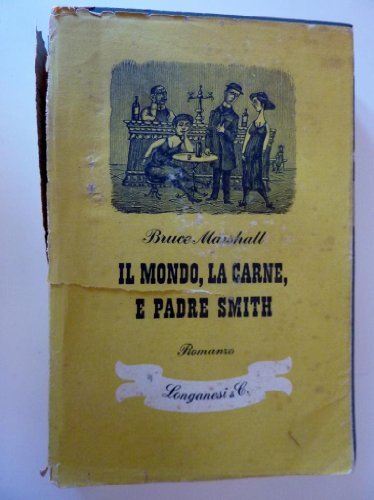 Bruce Marshall
IL MONDO, LA CARNE,
E PADRE SMITH
Romanzo
Longanesi & C.